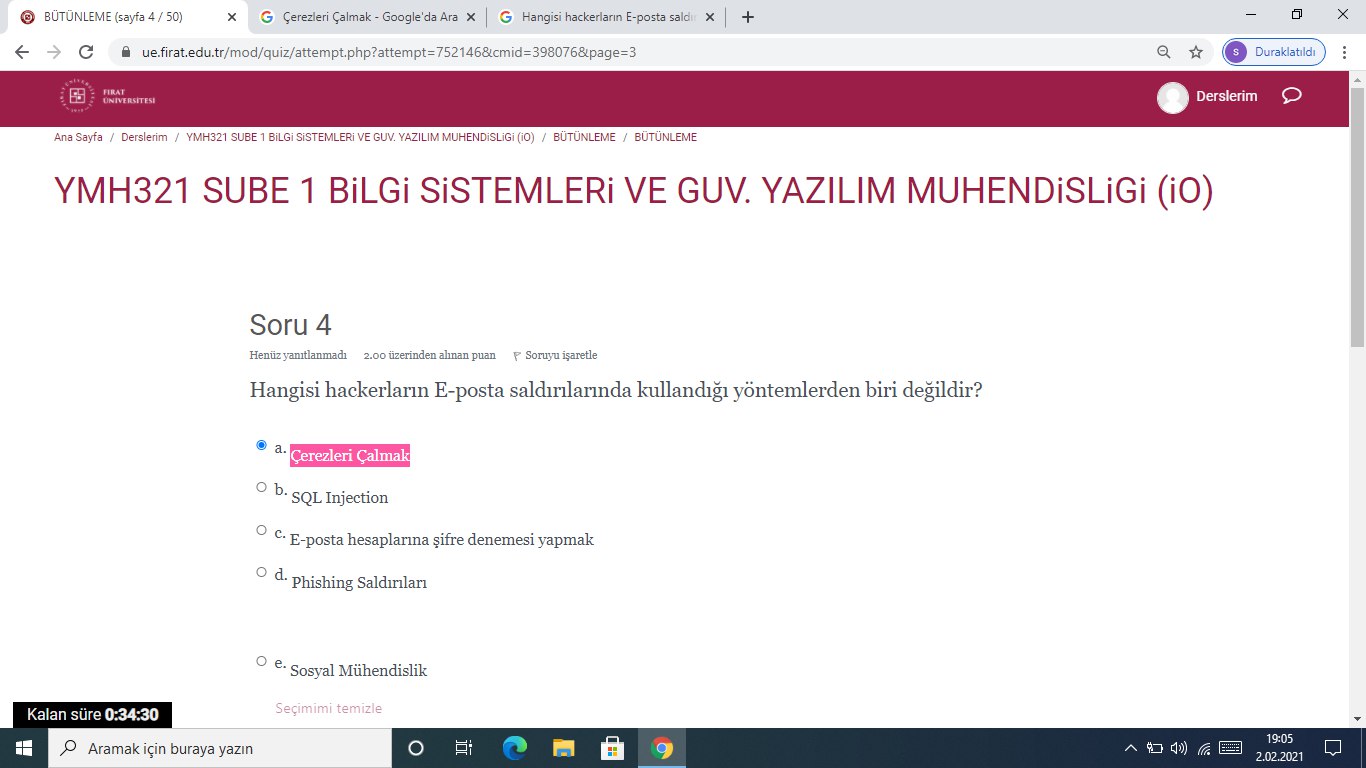 BÜTÜNLEME (sayfa 4 / 50)
Çerezleri Çalmak - Google'da Ara
Hangisi hackerların E-posta saldır
ue.firat.edu.tr/mod/quiz/attempt.php?attempt=752146&cmid=398076&page=3
s
Duraklatıldı
FIRAT
ÜNİVERSİTESİ
Derslerim
Ana Sayfa / Derslerim / YMH321 SUBE 1 BiLGi SiSTEMLERi VE GUV. YAZILIM MUHENDiSLiGi (iO) / BÜTÜNLEME / BÜTÜNLEME
YMH321 SUBE 1 BiLGi SiSTEMLERi VE GUV. YAZILIM MUHENDiSLiGi (iO)
Soru 4
Henüz yanıtlanmadı 2.00 üzerinden alınan puan Soruyu işaretle
Hangisi hackerların E-posta saldırılarında kullandığı yöntemlerden biri değildir?
a. Çerezleri Çalmak
b. SQL Injection
c. E-posta hesaplarına şifre denemesi yapmak
d. Phishing Saldırıları
e. Sosyal Mühendislik
Seçimimi temizle
Kalan süre 0:34:30
Aramak için buraya yazın
19:05
2.02.2021